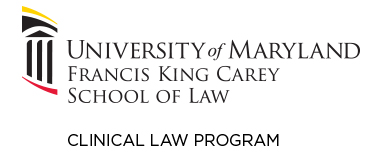 UNIVERSITY of MARYLAND
FRANCIS KING CAREY
SCHOOL OF LAW
CLINICAL LAW PROGRAM